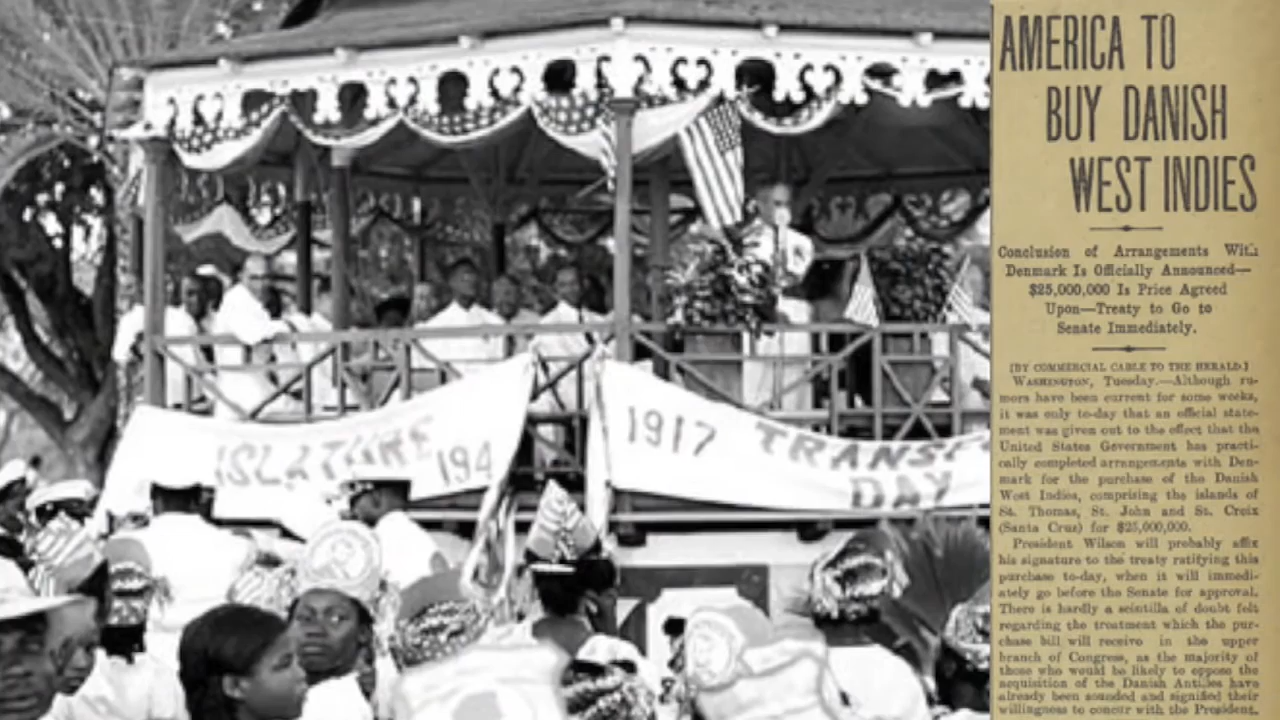 ISLATURE 194
1917 TRANSF
DAY
AMERICA TO
BUY DANISH
WEST INDIES
Conclusion of Arrangements With
Denmark Is Officially Announced—
$25,000,000 Is Price Agreed
Upon—Treaty to Go to
Senate Immediately.
[BY COMMERCIAL CABLE TO THE HERALD.]
WASHINGTON, Tuesday.—Although ru-
mors have been current for some weeks,
it was only to-day that an official state-
ment was given out to the effect that the
United States Government has practi-
cally completed arrangements with Den-
mark for the purchase of the Danish
West Indies, comprising the islands of
St. Thomas, St. John and St. Croix
(Santa Cruz) for $25,000,000.
President Wilson will probably affix
his signature to the treaty ratifying this
purchase to-day, when it will immedi-
ately go before the Senate for approval.
There is hardly a scintilla of doubt felt
regarding the treatment which the pur-
chase bill will receive in the upper
branch of Congress, as the majority of
those who would be likely to oppose the
acquisition of the Danish Antilles have
already been sounded and signified their
willingness to concur with the President.